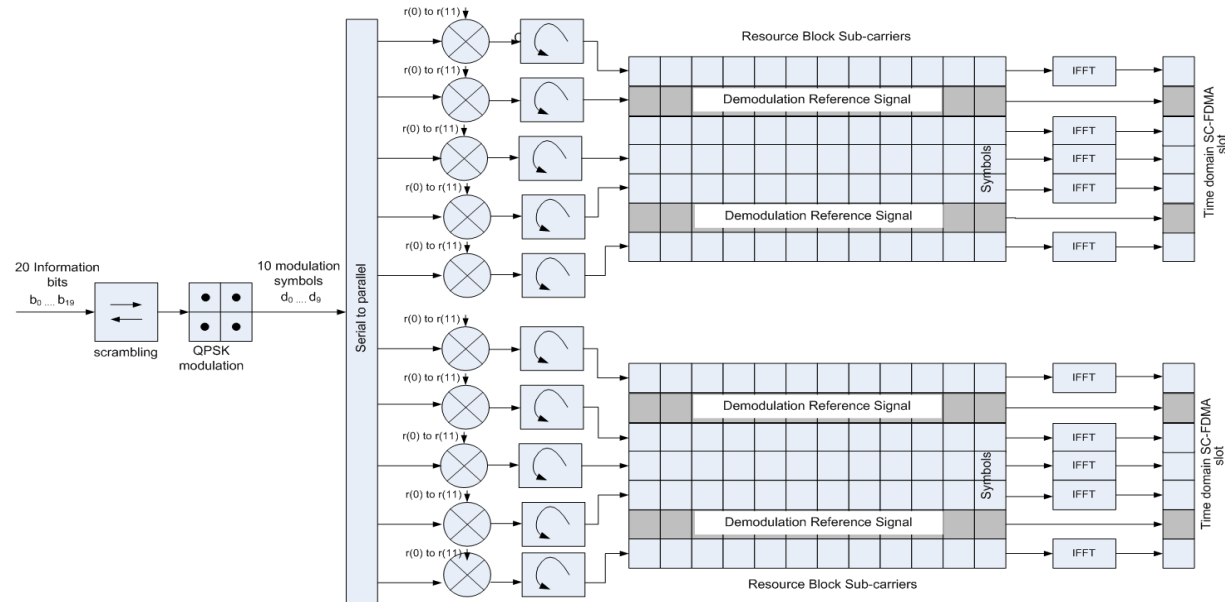 r(0) to r(11)
r(0) to r(11)
r(0) to r(11)
r(0) to r(11)
r(0) to r(11)
Resource Block Sub-carriers
Demodulation Reference Signal
Symbols
Demodulation Reference Signal
IFFT
IFFT
IFFT
IFFT
IFFT
Time domain SC-FDMA
slot
20 Information
bits
b0 .... b19
scrambling
QPSK
modulation
10 modulation
symbols
d0 .... d9
Serial to parallel
r(0) to r(11)
r(0) to r(11)
r(0) to r(11)
r(0) to r(11)
r(0) to r(11)
Demodulation Reference Signal
Symbols
Demodulation Reference Signal
Resource Block Sub-carriers
IFFT
IFFT
IFFT
IFFT
IFFT
Time domain SC-FDMA
slot